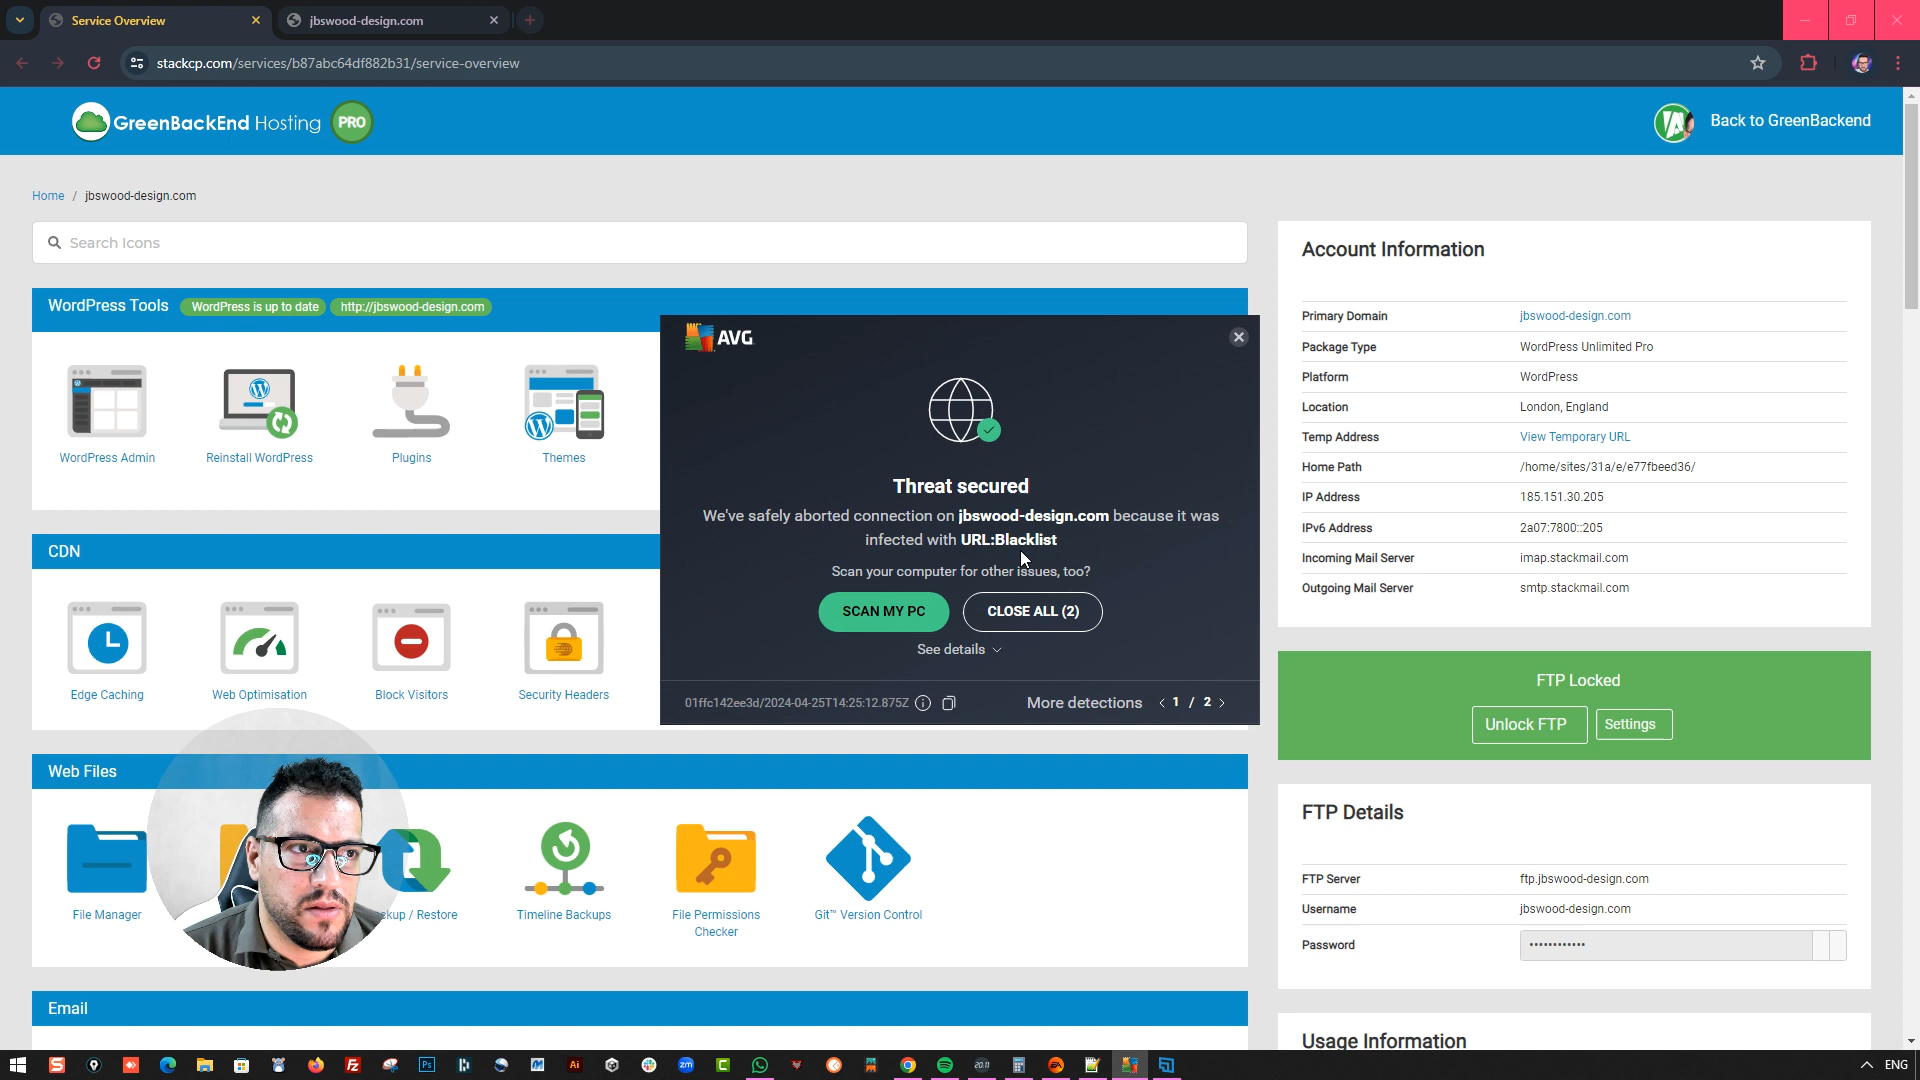 Service Overview
jbswood-design.com
stackcp.com/services/b87abc64df882b31/service-overview
GreenBackEnd Hosting PRO
Back to GreenBackend
Home / jbswood-design.com
Search Icons
WordPress Tools WordPress is up to date http://jbswood-design.com
WordPress Admin
Reinstall WordPress
Plugins
Themes
CDN
Edge Caching
Web Optimisation
Block Visitors
Security Headers
Web Files
File Manager
ckup / Restore
Timeline Backups
File Permissions
Checker
Git™ Version Control
Email
AVG
Threat secured
We've safely aborted connection on jbswood-design.com because it was
infected with URL:Blacklist
Scan your computer for other issues, too?
SCAN MY PC
CLOSE ALL (2)
See details
01ffc142ee3d/2024-04-25T14:25:12.875Z
More detections < 1 / 2 >
Account Information
Primary Domain jbswood-design.com
Package Type WordPress Unlimited Pro
Platform WordPress
Location London, England
Temp Address View Temporary URL
Home Path /home/sites/31a/e/e77fbeed36/
IP Address 185.151.30.205
IPv6 Address 2a07:7800::205
Incoming Mail Server imap.stackmail.com
Outgoing Mail Server smtp.stackmail.com
FTP Locked
Unlock FTP
Settings
FTP Details
FTP Server ftp.jbswood-design.com
Username jbswood-design.com
Password ••••••••••••
Usage Information
ENG